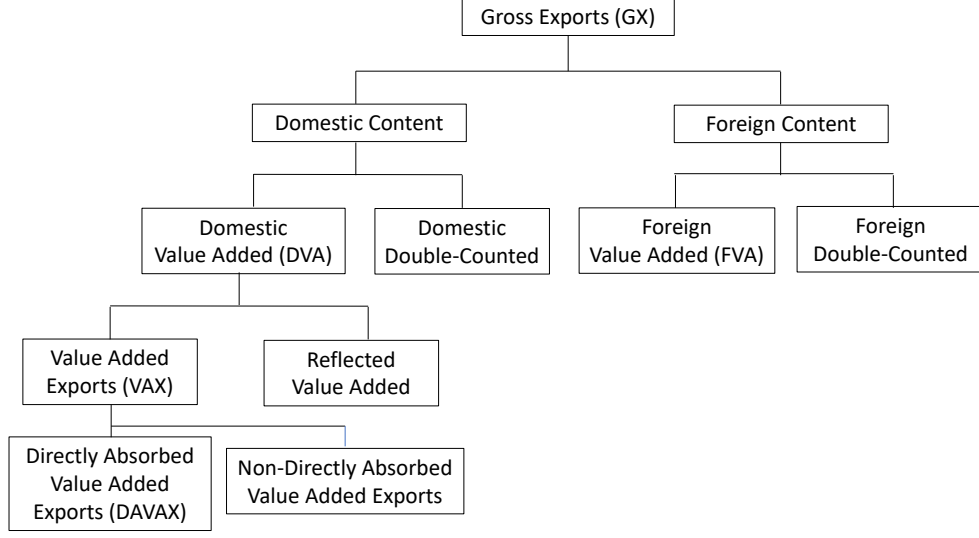 Gross Exports (GX)
Domestic Content
Foreign Content
Domestic
Value Added (DVA)
Domestic
Double-Counted
Foreign
Value Added (FVA)
Foreign
Double-Counted
Value Added
Exports (VAX)
Reflected
Value Added
Directly Absorbed
Value Added
Exports (DAVAX)
Non-Directly Absorbed
Value Added Exports